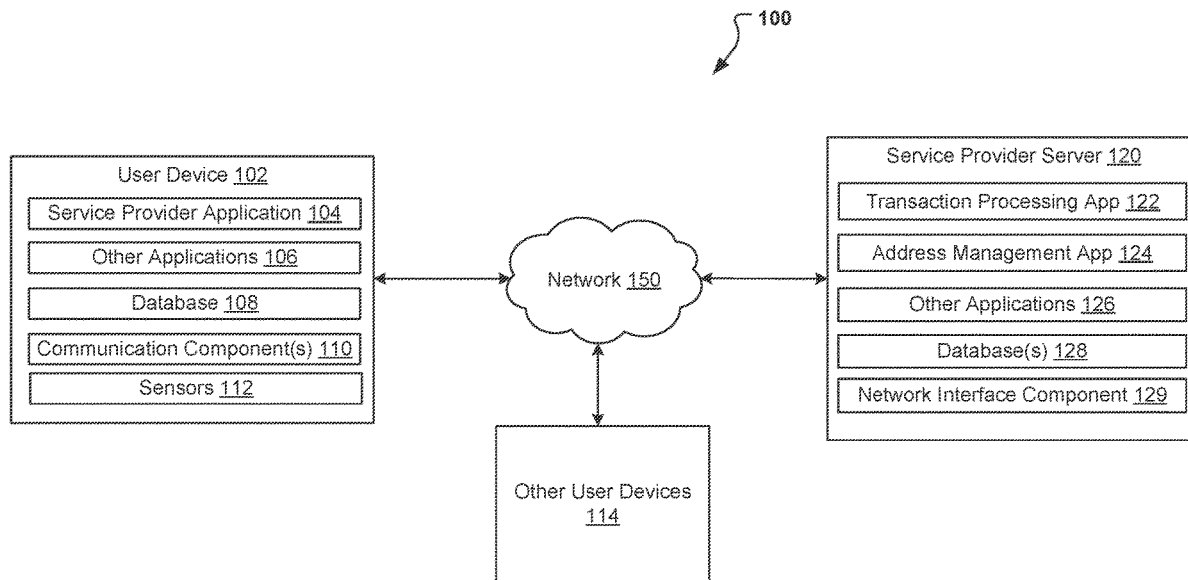 100
User Device 102
Service Provider Application 104
Other Applications 106
Database 108
Communication Component(s) 110
Sensors 112
Network 150
Other User Devices
114
Service Provider Server 120
Transaction Processing App 122
Address Management App 124
Other Applications 126
Database(s) 128
Network Interface Component 129